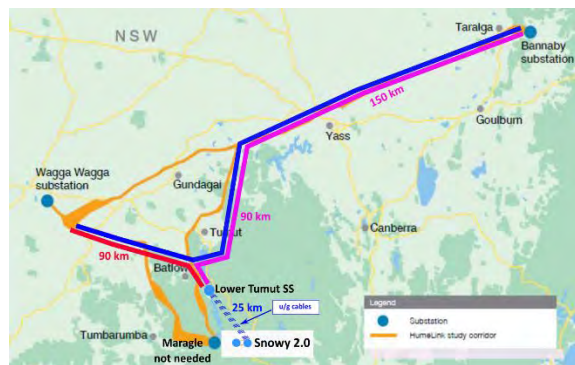 NSW
Taralga
Bannaby
substation
150 km
Goulburn
Yass
Wagga Wagga
substation
Gundagai
90 km
Canberra
Tumut
90 km
Batlow
Lower Tumut SS
25 km
u/g cables
Tumbarumba
Maragle
not needed
Snowy 2.0
Legend
Substation
HumeLink study corridor